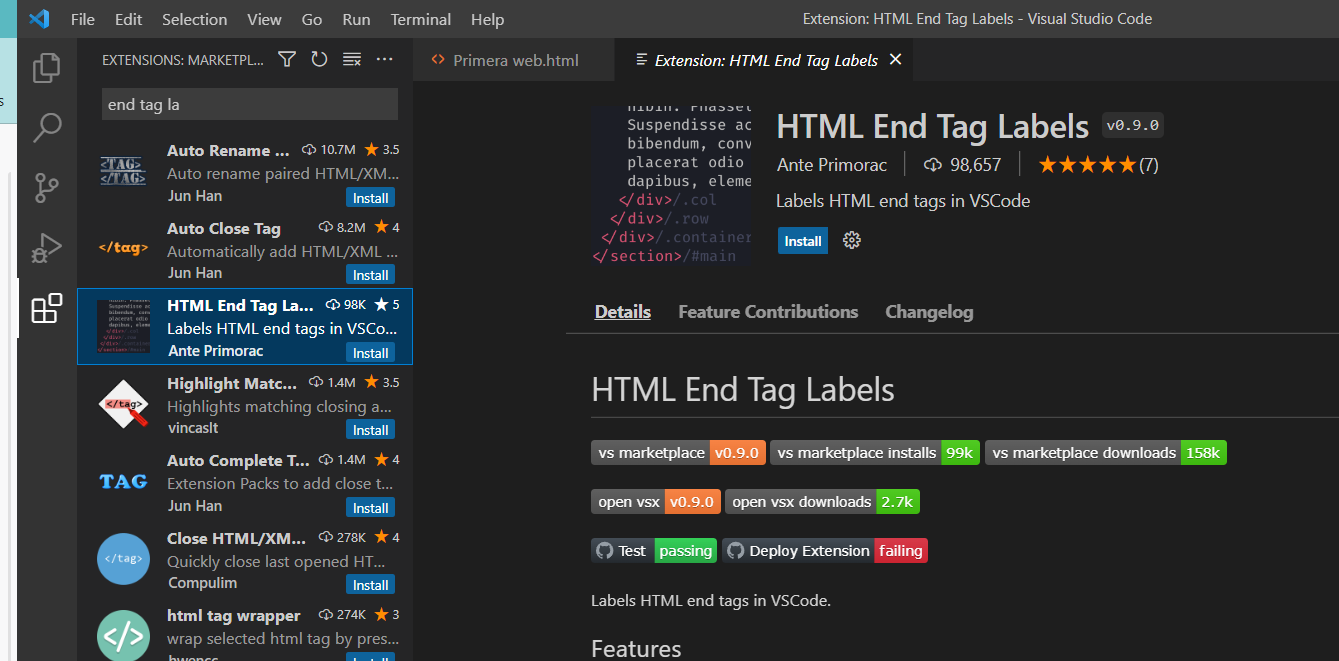 File Edit Selection View Go Run Terminal Help
Extension: HTML End Tag Labels - Visual Studio Code
s
EXTENSIONS: MARKETPL...
end tag la
<TAG>
</TAG>
Auto Rename ... 10.7M 3.5
Auto rename paired HTML/XM...
Jun Han Install
</tag>
Auto Close Tag 8.2M 4
Automatically add HTML/XML ...
Jun Han Install
HTML End Tag La... 98K 5
Labels HTML end tags in VSCo...
Ante Primorac Install
</tag>
Highlight Matc... 1.4M 3.5
Highlights matching closing a...
vincaslt Install
TAG
Auto Complete T... 1.4M 4
Extension Packs to add close t...
Jun Han Install
</tag>
Close HTML/XM... 278K 4
Quickly close last opened HT...
Compulim Install
</>
html tag wrapper 274K 3
wrap selected html tag by pres...
hwencc Install
Primera web.html
Extension: HTML End Tag Labels
nibh. Phasset
Suspendisse ac
bibendum, conv
placerat odio
dapibus, eleme
</div>/.col
</div>/.row
</div>/.container
</section>/#main
HTML End Tag Labels v0.9.0
Ante Primorac 98,657 (7)
Labels HTML end tags in VSCode
Install
Details Feature Contributions Changelog
HTML End Tag Labels
vs marketplace v0.9.0 vs marketplace installs 99k vs marketplace downloads 158k
open vsx v0.9.0 open vsx downloads 2.7k
Test passing Deploy Extension failing
Labels HTML end tags in VSCode.
Features